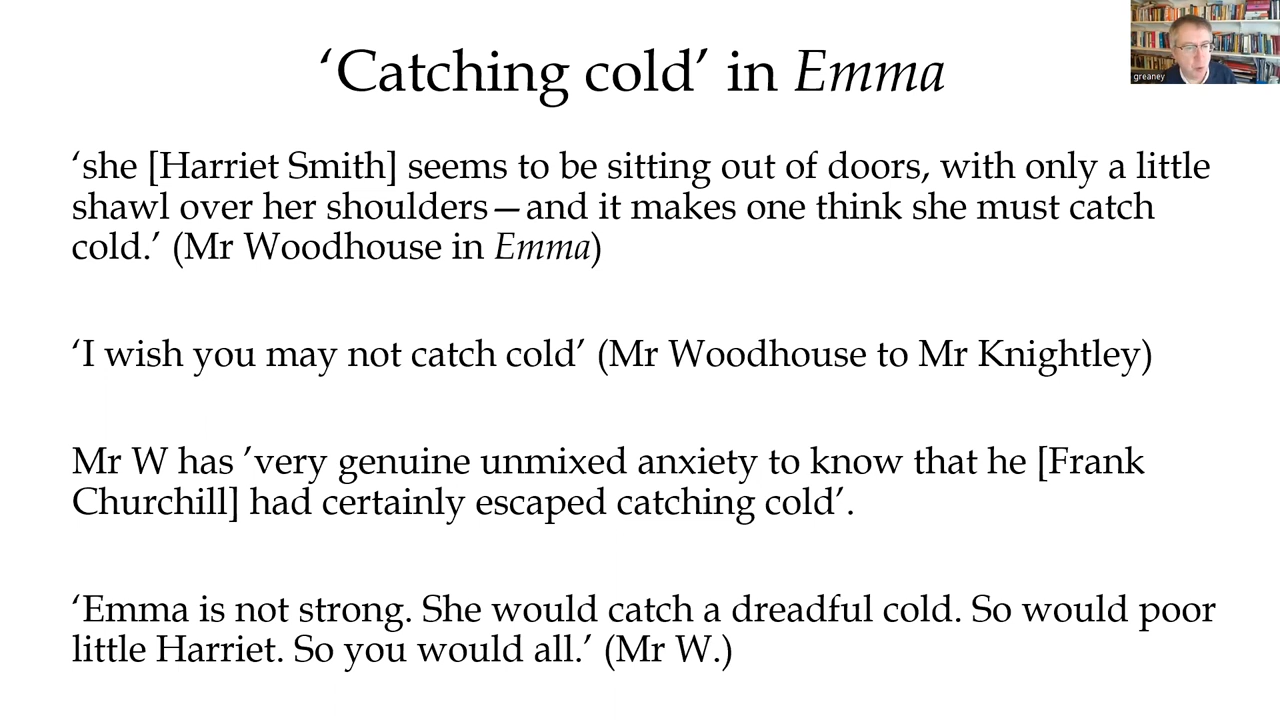 ‘Catching cold’ in Emma
greaney
‘she [Harriet Smith] seems to be sitting out of doors, with only a little
shawl over her shoulders—and it makes one think she must catch
cold.’ (Mr Woodhouse in Emma)
‘I wish you may not catch cold’ (Mr Woodhouse to Mr Knightley)
Mr W has ’very genuine unmixed anxiety to know that he [Frank
Churchill] had certainly escaped catching cold’.
‘Emma is not strong. She would catch a dreadful cold. So would poor
little Harriet. So you would all.’ (Mr W.)